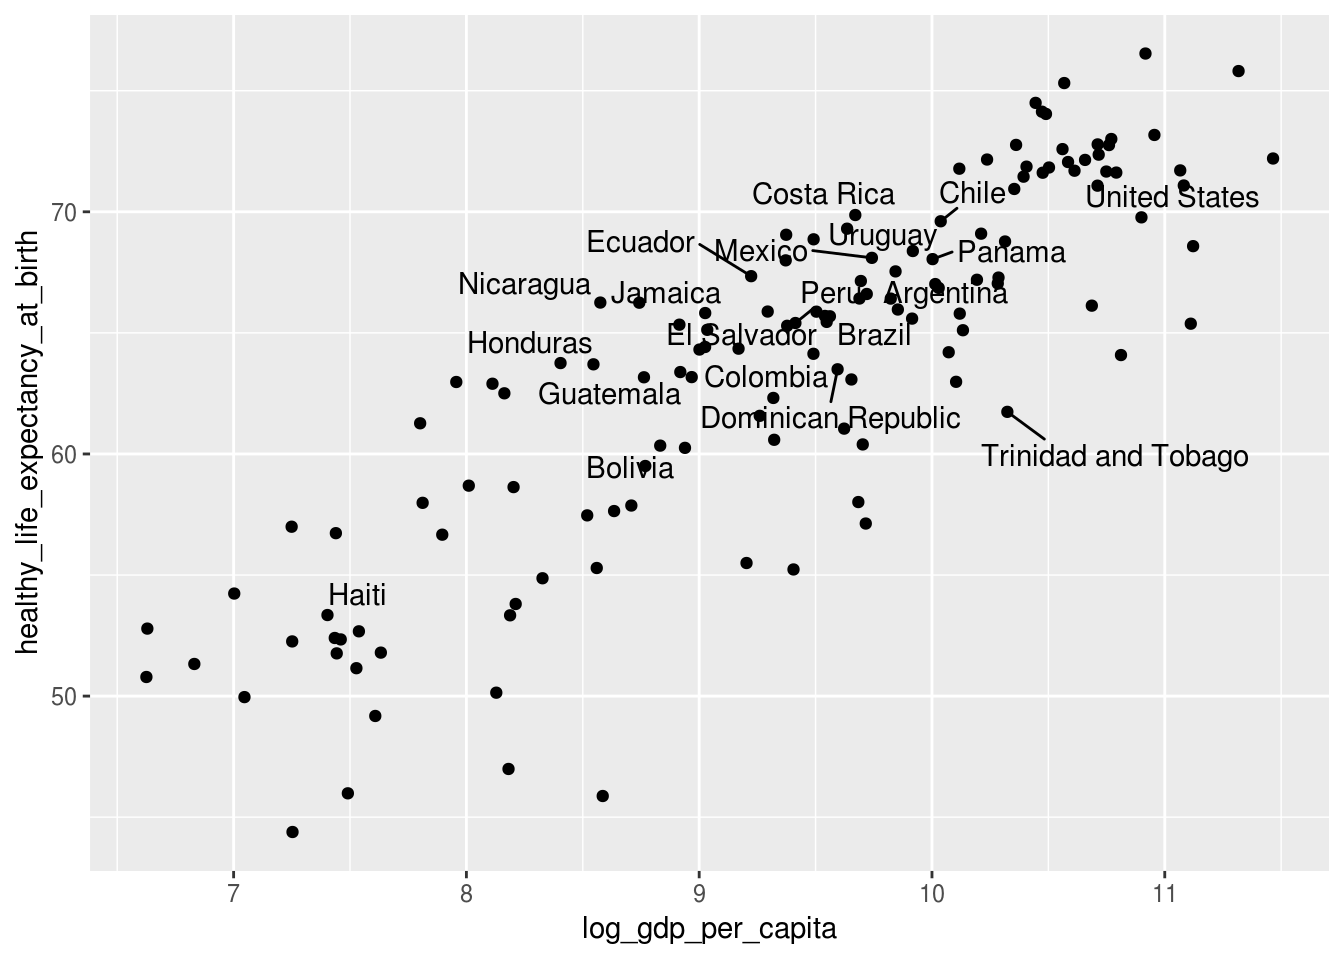 70
60
50
Costa Rica
Chile
United States
Ecuador
Mexico
Uruguay
Panama
Nicaragua
Jamaica
Peru
Argentina
Honduras
El Salvador
Brazil
Guatemala
Colombia
Dominican Republic
Bolivia
Trinidad and Tobago
Haiti
7
8
9
10
11
log_gdp_per_capita
healthy_life_expectancy_at_birth